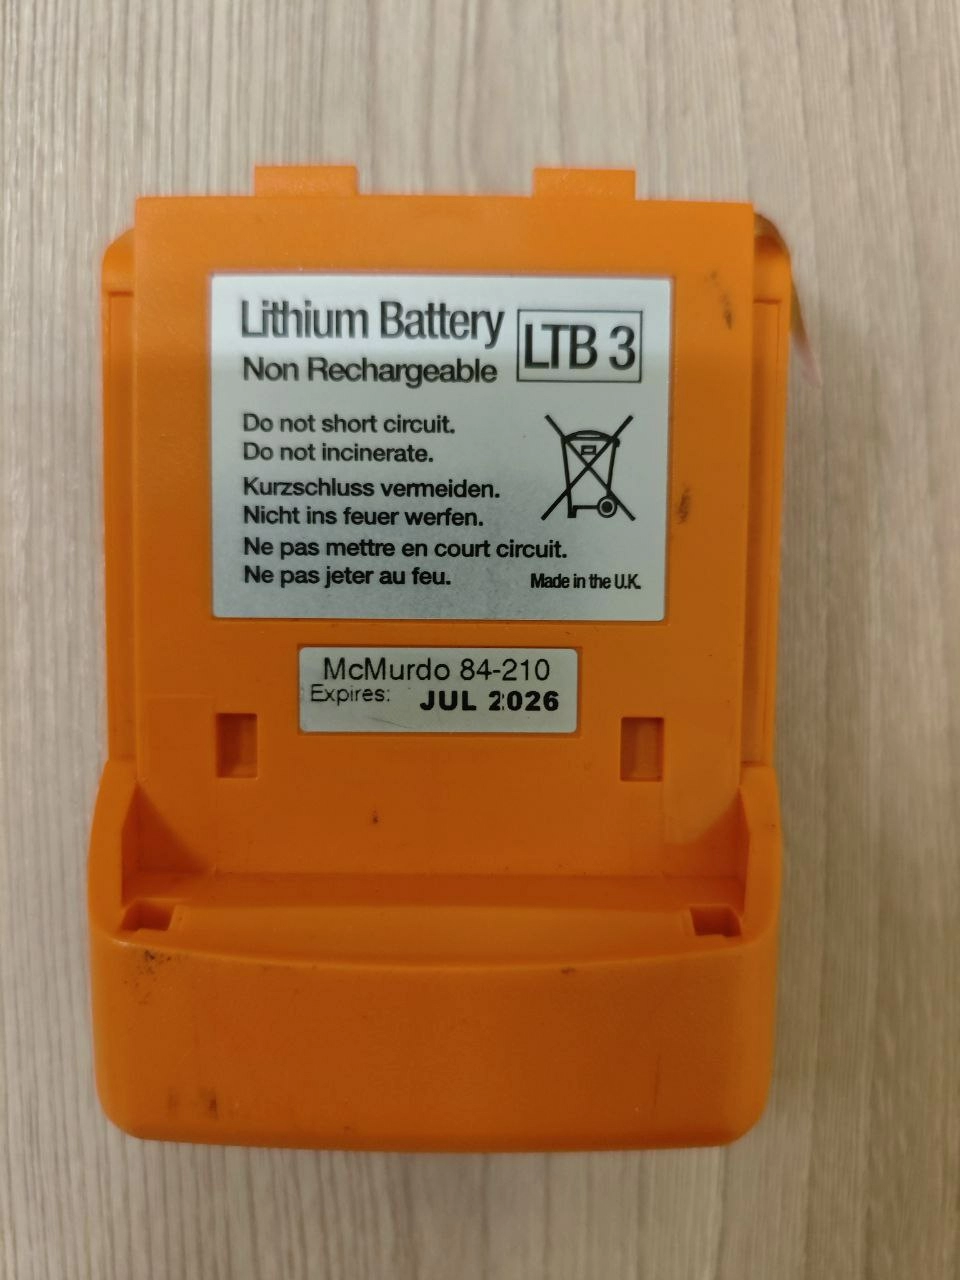 Lithium Battery
Non Rechargeable
LTB 3
Do not short circuit.
Do not incinerate.
Kurzschluss vermeiden.
Nicht ins feuer werfen.
Ne pas mettre en court circuit.
Ne pas jeter au feu.
Made in the U.K.
McMurdo 84-210
Expires: JUL 2026